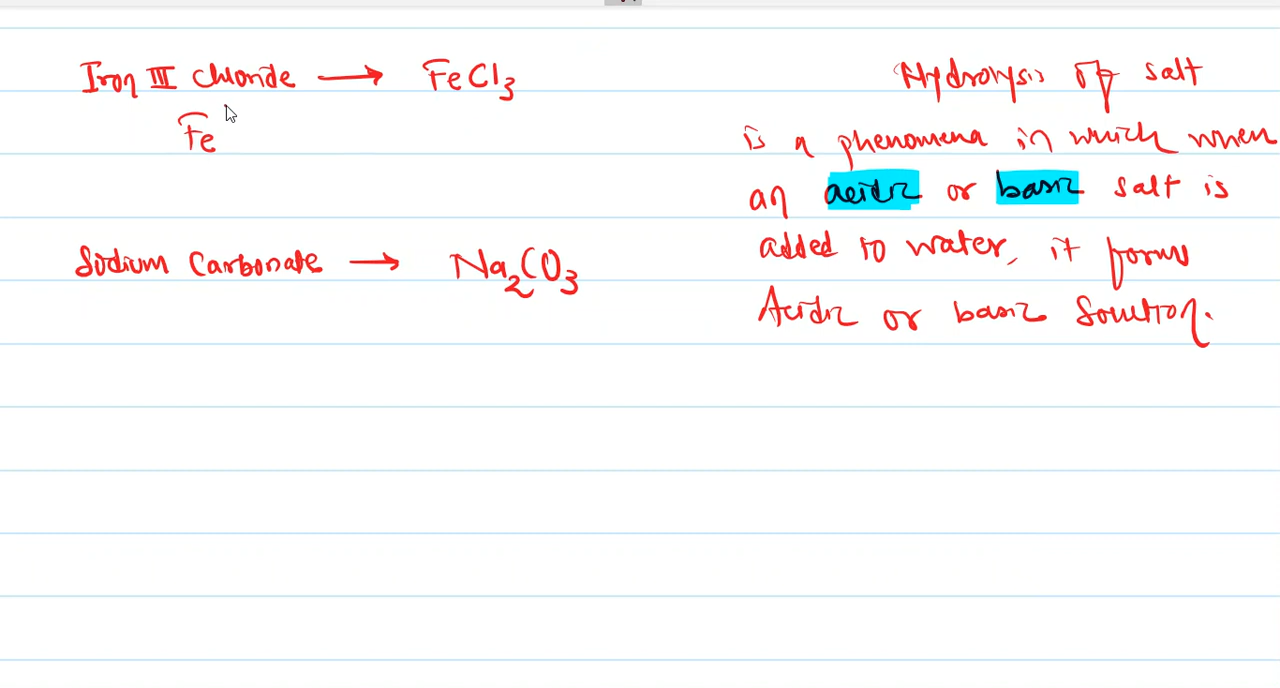 Iron III chloride → FeCl3
Fe
Sodium Carbonate → Na2CO3
Hydrolysis of salt
is a phenomena in which when
an acidic or basic salt is
added to water, it forms
Acidic or basic Solution.